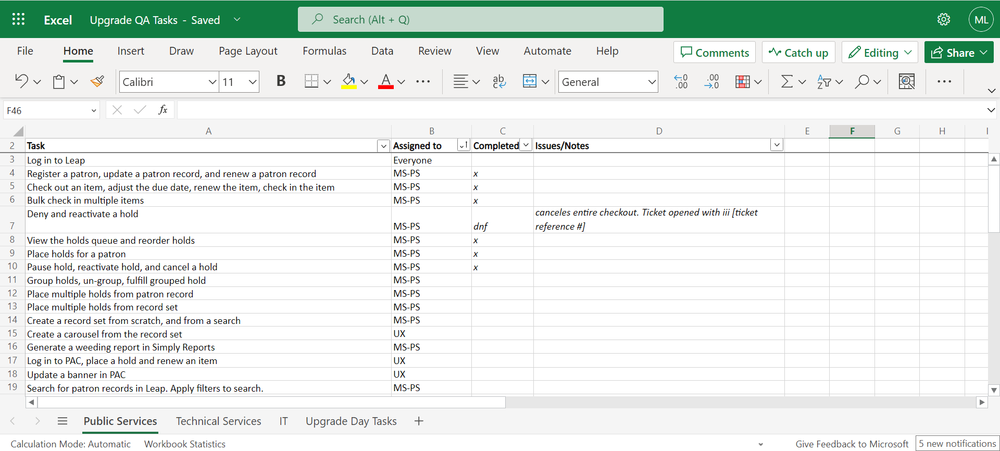 Excel Upgrade QA Tasks - Saved Search (Alt + Q) ML
File Home Insert Draw Page Layout Formulas Data Review View Automate Help Comments Catch up Editing Share
Calibri 11 B A ab c General 0 .00 .00 0 Σ A Z
F46 fx
A B C D E F G H I
2 Task Assigned to Completed Issues/Notes
3 Log in to Leap Everyone
4 Register a patron, update a patron record, and renew a patron record MS-PS x
5 Check out an item, adjust the due date, renew the item, check in the item MS-PS x
6 Bulk check in multiple items MS-PS x
Deny and reactivate a hold canceles entire checkout. Ticket opened with iii [ticket
7 MS-PS dnf reference #]
8 View the holds queue and reorder holds MS-PS x
9 Place holds for a patron MS-PS x
10 Pause hold, reactivate hold, and cancel a hold MS-PS x
11 Group holds, un-group, fulfill grouped hold MS-PS
12 Place multiple holds from patron record MS-PS
13 Place multiple holds from record set MS-PS
14 Create a record set from scratch, and from a search MS-PS
15 Create a carousel from the record set UX
16 Generate a weeding report in Simply Reports MS-PS
17 Log in to PAC, place a hold and renew an item UX
18 Update a banner in PAC UX
19 Search for patron records in Leap. Apply filters to search. MS-PS
Public Services Technical Services IT Upgrade Day Tasks +
Calculation Mode: Automatic Workbook Statistics Give Feedback to Microsoft 5 new notifications